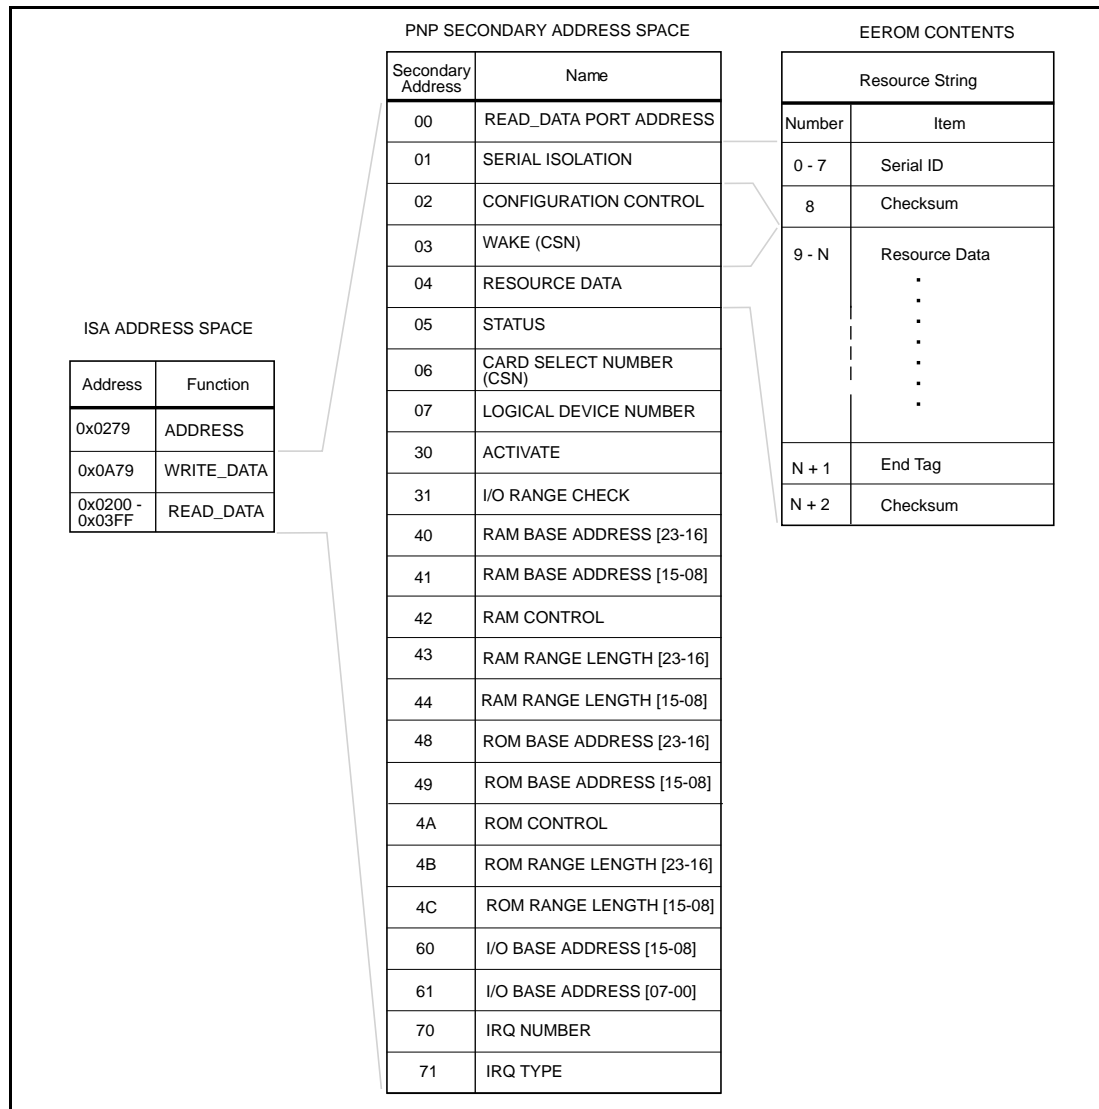 PNP SECONDARY ADDRESS SPACE
Secondary Address Name
00 READ_DATA PORT ADDRESS
01 SERIAL ISOLATION
02 CONFIGURATION CONTROL
03 WAKE (CSN)
04 RESOURCE DATA
05 STATUS
06 CARD SELECT NUMBER (CSN)
07 LOGICAL DEVICE NUMBER
30 ACTIVATE
31 I/O RANGE CHECK
40 RAM BASE ADDRESS [23-16]
41 RAM BASE ADDRESS [15-08]
42 RAM CONTROL
43 RAM RANGE LENGTH [23-16]
44 RAM RANGE LENGTH [15-08]
48 ROM BASE ADDRESS [23-16]
49 ROM BASE ADDRESS [15-08]
4A ROM CONTROL
4B ROM RANGE LENGTH [23-16]
4C ROM RANGE LENGTH [15-08]
60 I/O BASE ADDRESS [15-08]
61 I/O BASE ADDRESS [07-00]
70 IRQ NUMBER
71 IRQ TYPE
EEROM CONTENTS
Resource String
Number Item
0 - 7 Serial ID
8 Checksum
9 - N Resource Data
N + 1 End Tag
N + 2 Checksum
ISA ADDRESS SPACE
Address Function
0x0279 ADDRESS
0x0A79 WRITE_DATA
0x0200 - 0x03FF READ_DATA